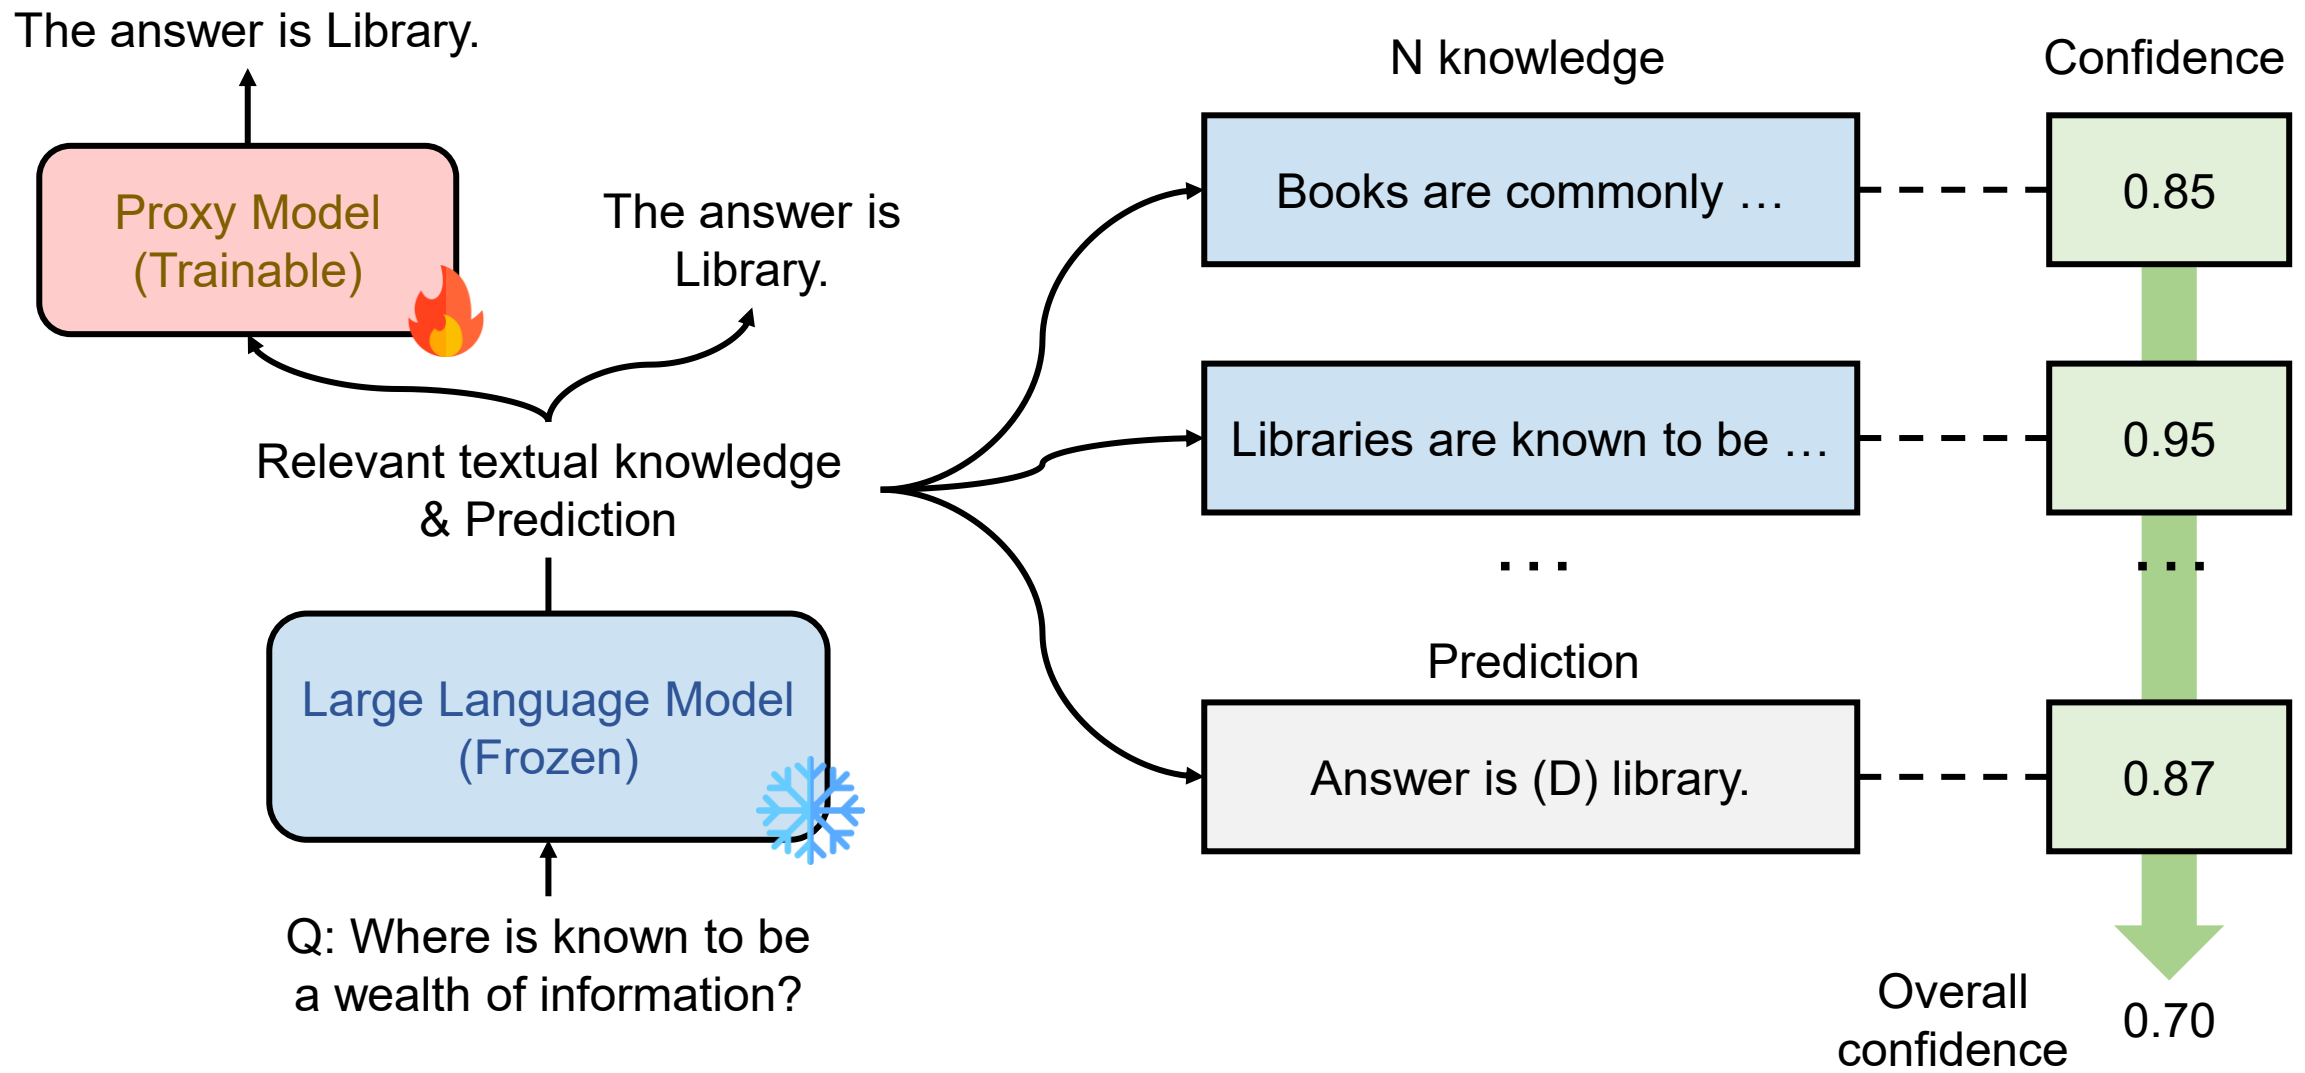 The answer is Library.
Proxy Model
(Trainable)
The answer is
Library.
Relevant textual knowledge
& Prediction
Large Language Model
(Frozen)
Q: Where is known to be
a wealth of information?
N knowledge
Confidence
Books are commonly …
0.85
Libraries are known to be …
0.95
…
…
Prediction
Answer is (D) library.
0.87
Overall
confidence
0.70